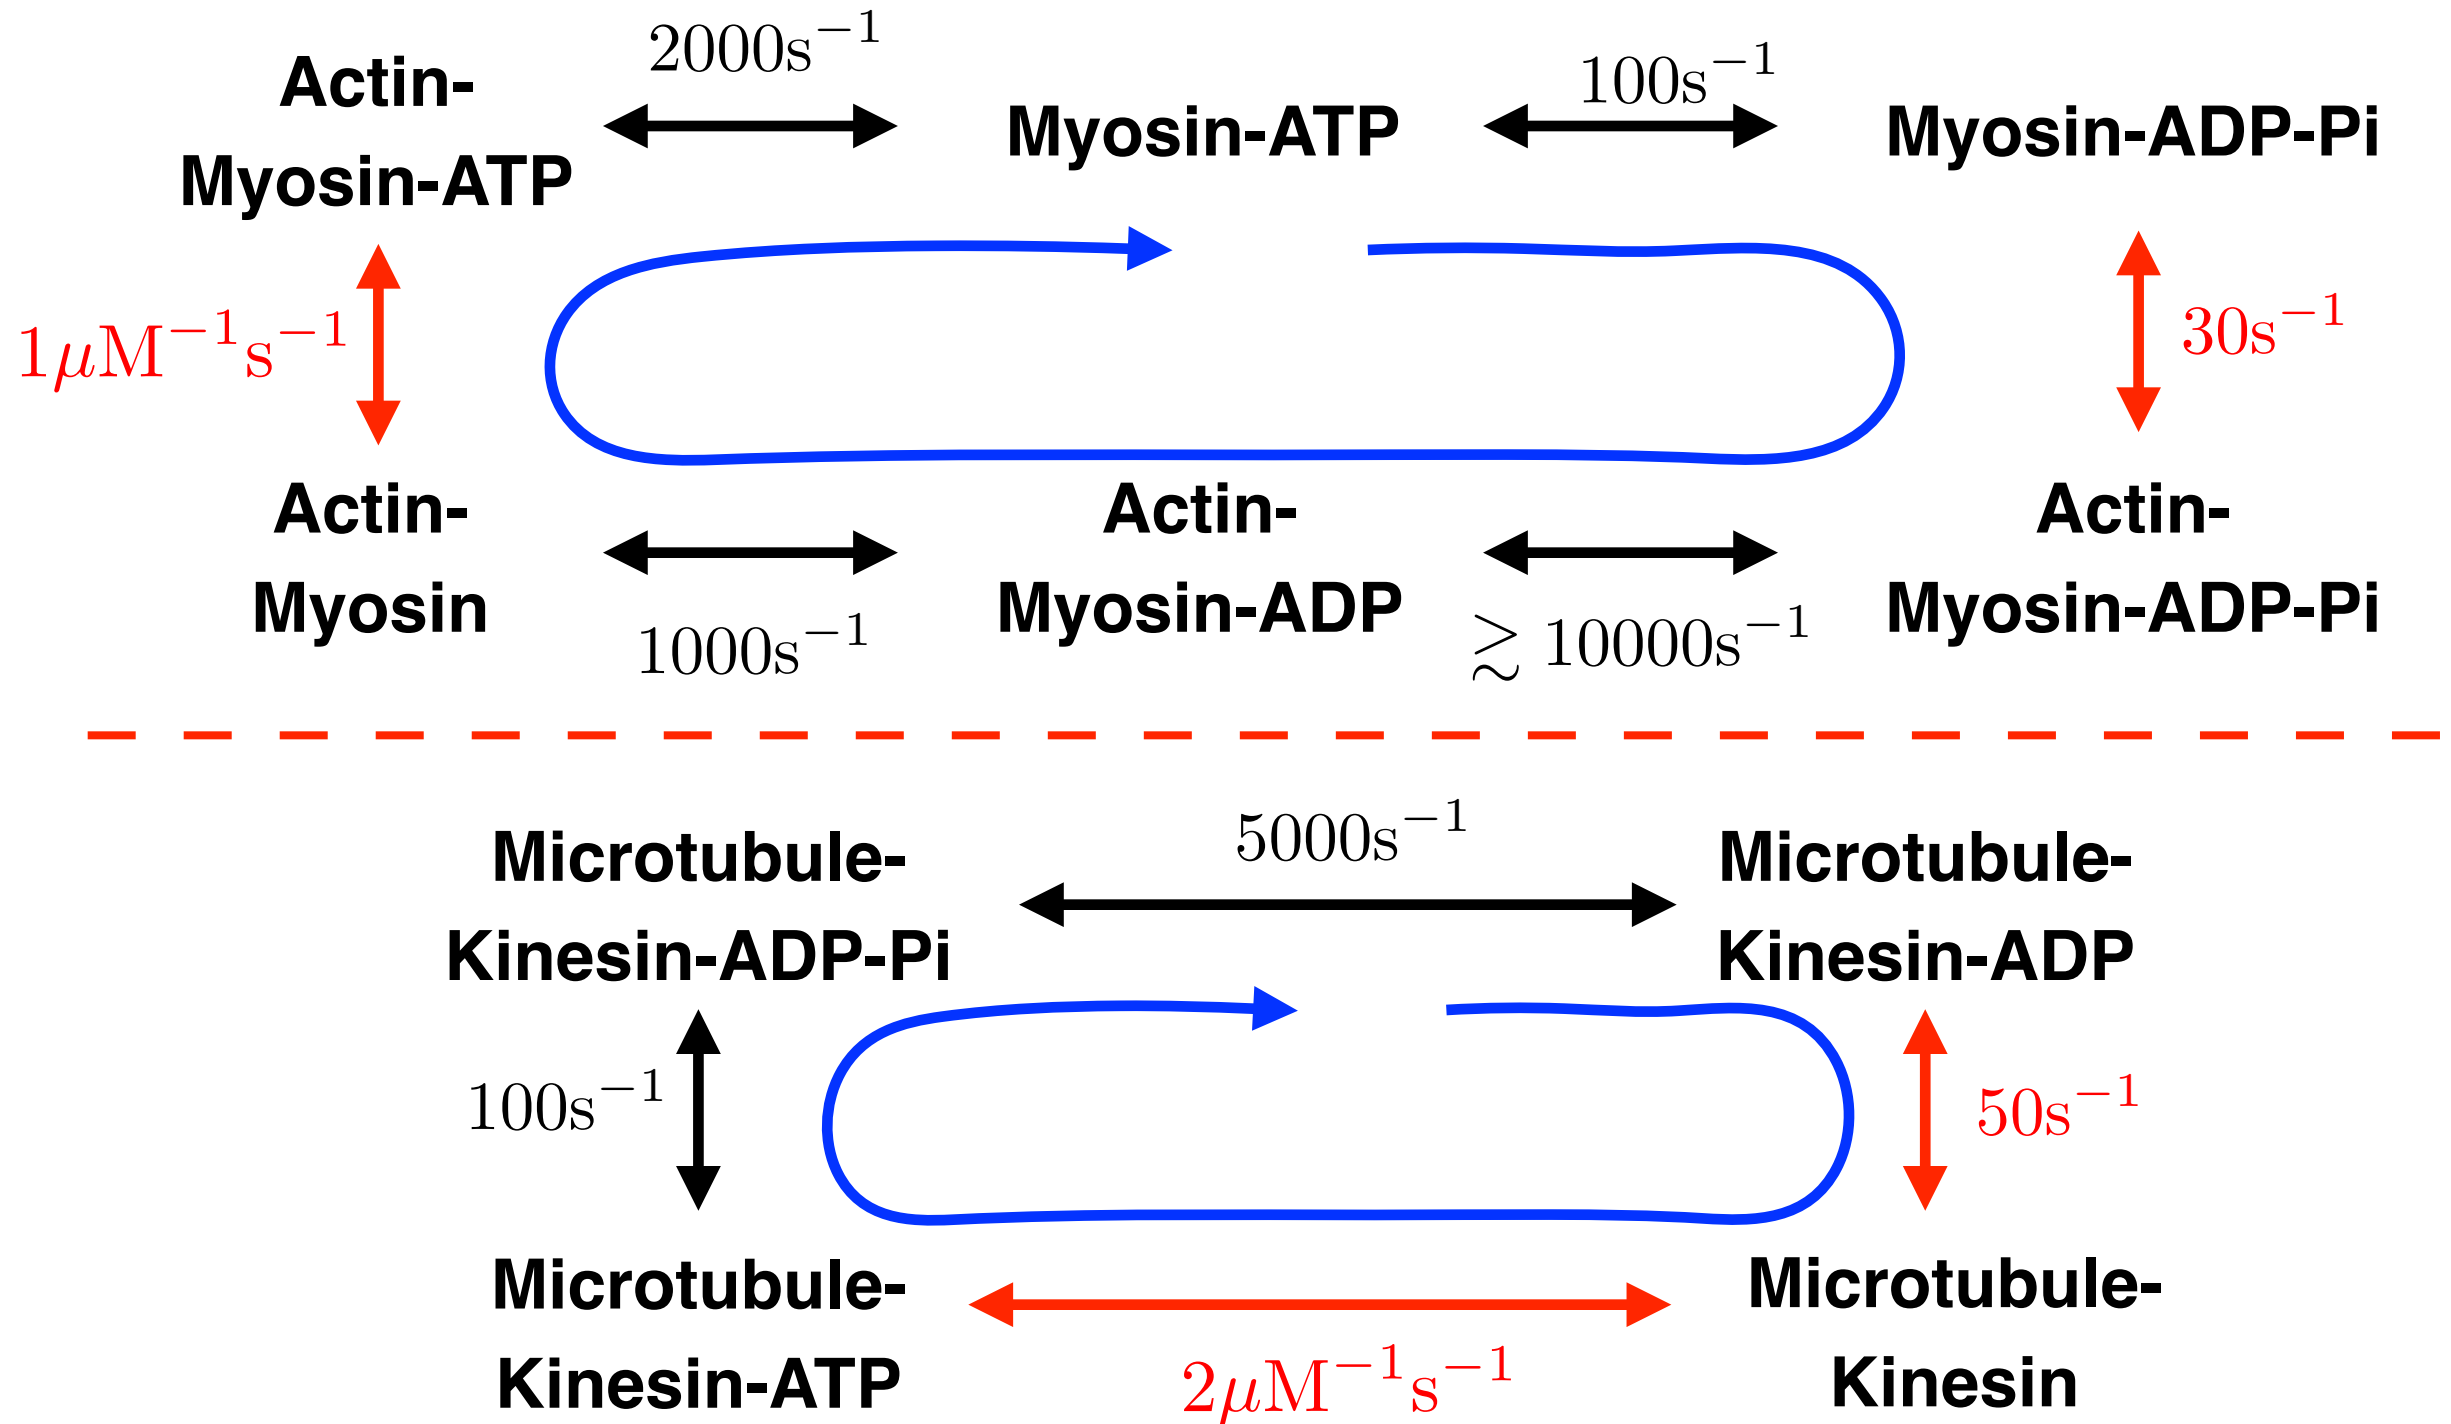 2000s⁻¹
100s⁻¹
Actin-
Myosin-ATP
Myosin-ATP
Myosin-ADP-Pi
1μM⁻¹s⁻¹
30s⁻¹
Actin-
Myosin
Actin-
Myosin-ADP
Actin-
Myosin-ADP-Pi
1000s⁻¹
≳ 10000s⁻¹
5000s⁻¹
Microtubule-
Kinesin-ADP-Pi
Microtubule-
Kinesin-ADP
100s⁻¹
50s⁻¹
Microtubule-
Kinesin-ATP
Microtubule-
Kinesin
2μM⁻¹s⁻¹